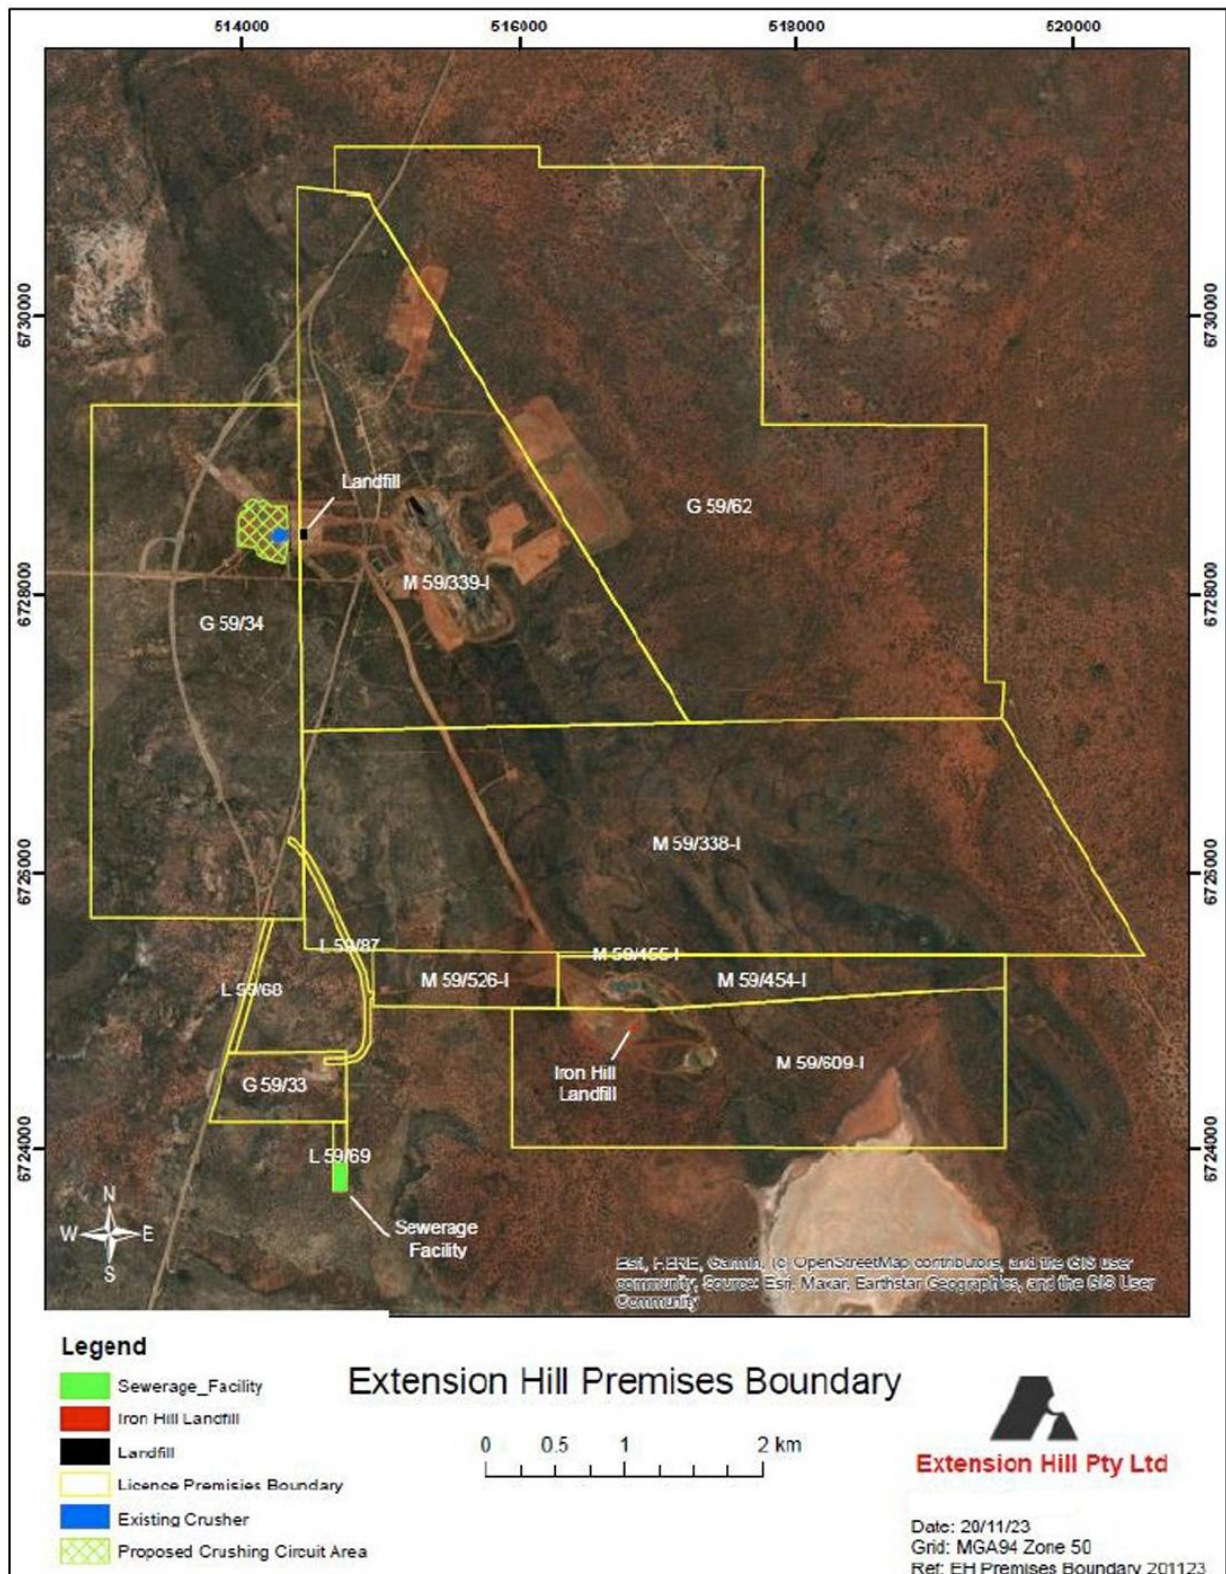 514000 516000 518000 520000
6730000 6730000
Landfill
G 59/62
M 59/339-I
6728000 6728000
G 59/34
M 59/338-I
6726000 6726000
L 59/87
M 59/455-I
M 59/526-I
M 59/454-I
L 59/68
Iron Hill
Landfill
M 59/609-I
G 59/33
6724000 6724000
L 59/69
N
W E
S
Sewerage
Facility
Esri, HERE, Garmin, (c) OpenStreetMap contributors, and the GIS user
community, Source: Esri, Maxar, Earthstar Geographics, and the GIS User
Community
Legend
Sewerage_Facility
Iron Hill Landfill
Landfill
Licence Premisies Boundary
Existing Crusher
Proposed Crushing Circuit Area
Extension Hill Premises Boundary
0 0.5 1 2 km
Extension Hill Pty Ltd
Date: 20/11/23
Grid: MGA94 Zone 50
Ref: EH Premises Boundary 201123